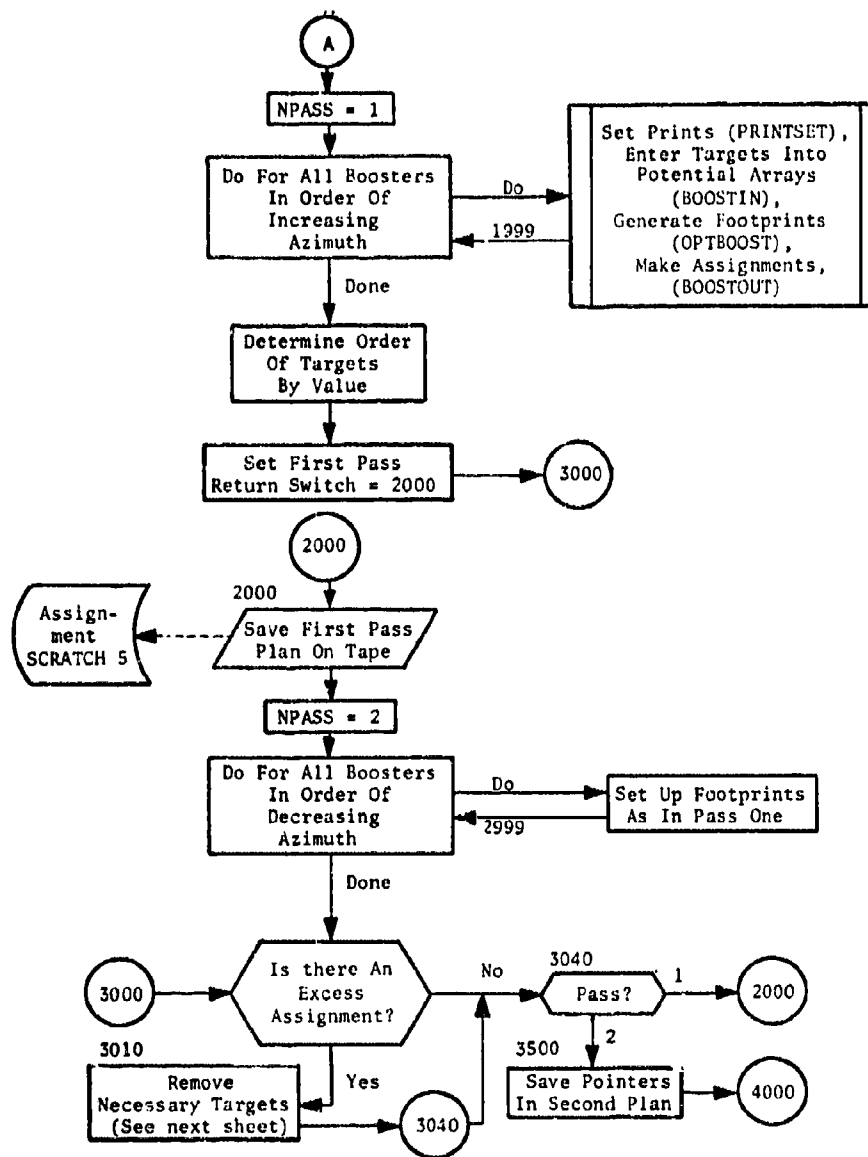 A
NPASS = 1
Do For All Boosters
In Order Of
Increasing
Azimuth
Do
1999
Set Prints (PRINTSET),
Enter Targets Into
Potential Arrays
(BOOSTIN),
Generate Footprints
(OPTBOOST),
Make Assignments,
(BOOSTOUT)
Done
Determine Order
Of Targets
By Value
Set First Pass
Return Switch = 2000
3000
2000
2000
Assign-
ment
SCRATCH 5
Save First Pass
Plan On Tape
NPASS = 2
Do For All Boosters
In Order Of
Decreasing
Azimuth
Do
2999
Set Up Footprints
As In Pass One
Done
3000
Is there An
Excess
Assignment?
No
3040
Pass?
1
2000
2
3500
Save Pointers
In Second Plan
4000
Yes
3010
Remove
Necessary Targets
(See next sheet)
3040